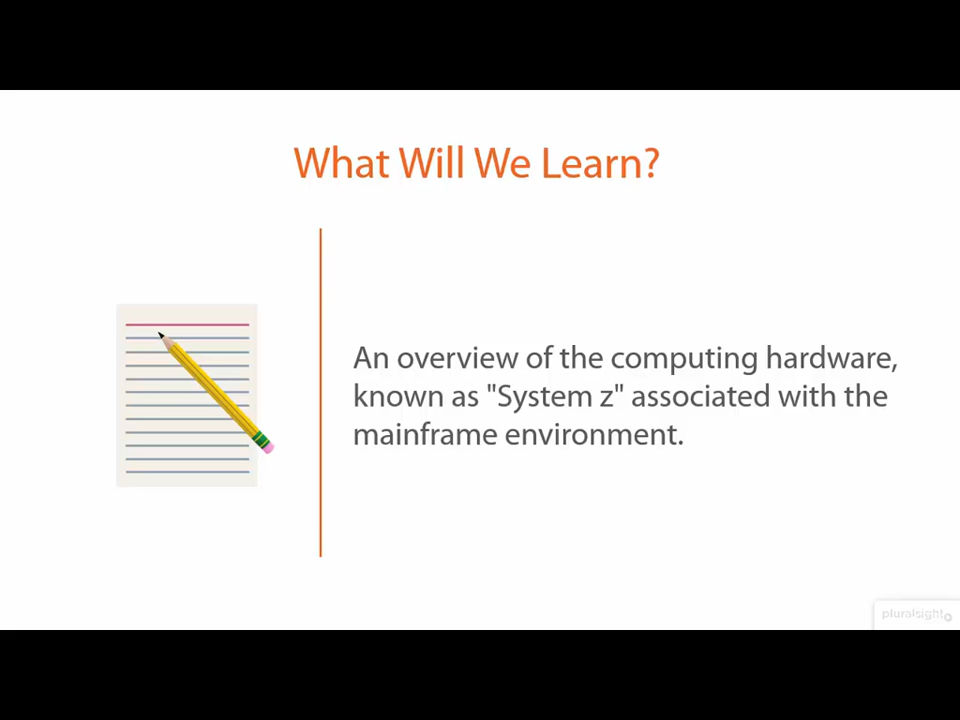 What Will We Learn?
An overview of the computing hardware,
known as "System z" associated with the
mainframe environment.
pluralsight